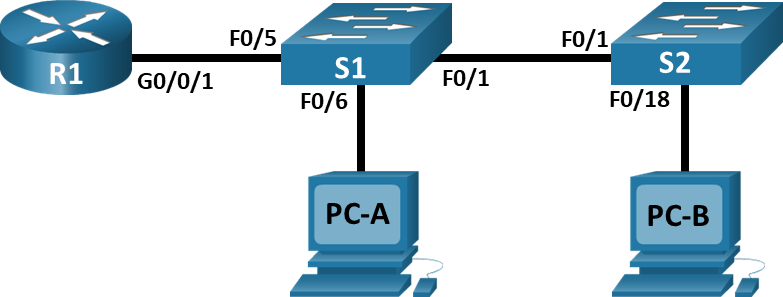 R1
G0/0/1
F0/5
S1
F0/6
F0/1
F0/1
S2
F0/18
PC-A
PC-B